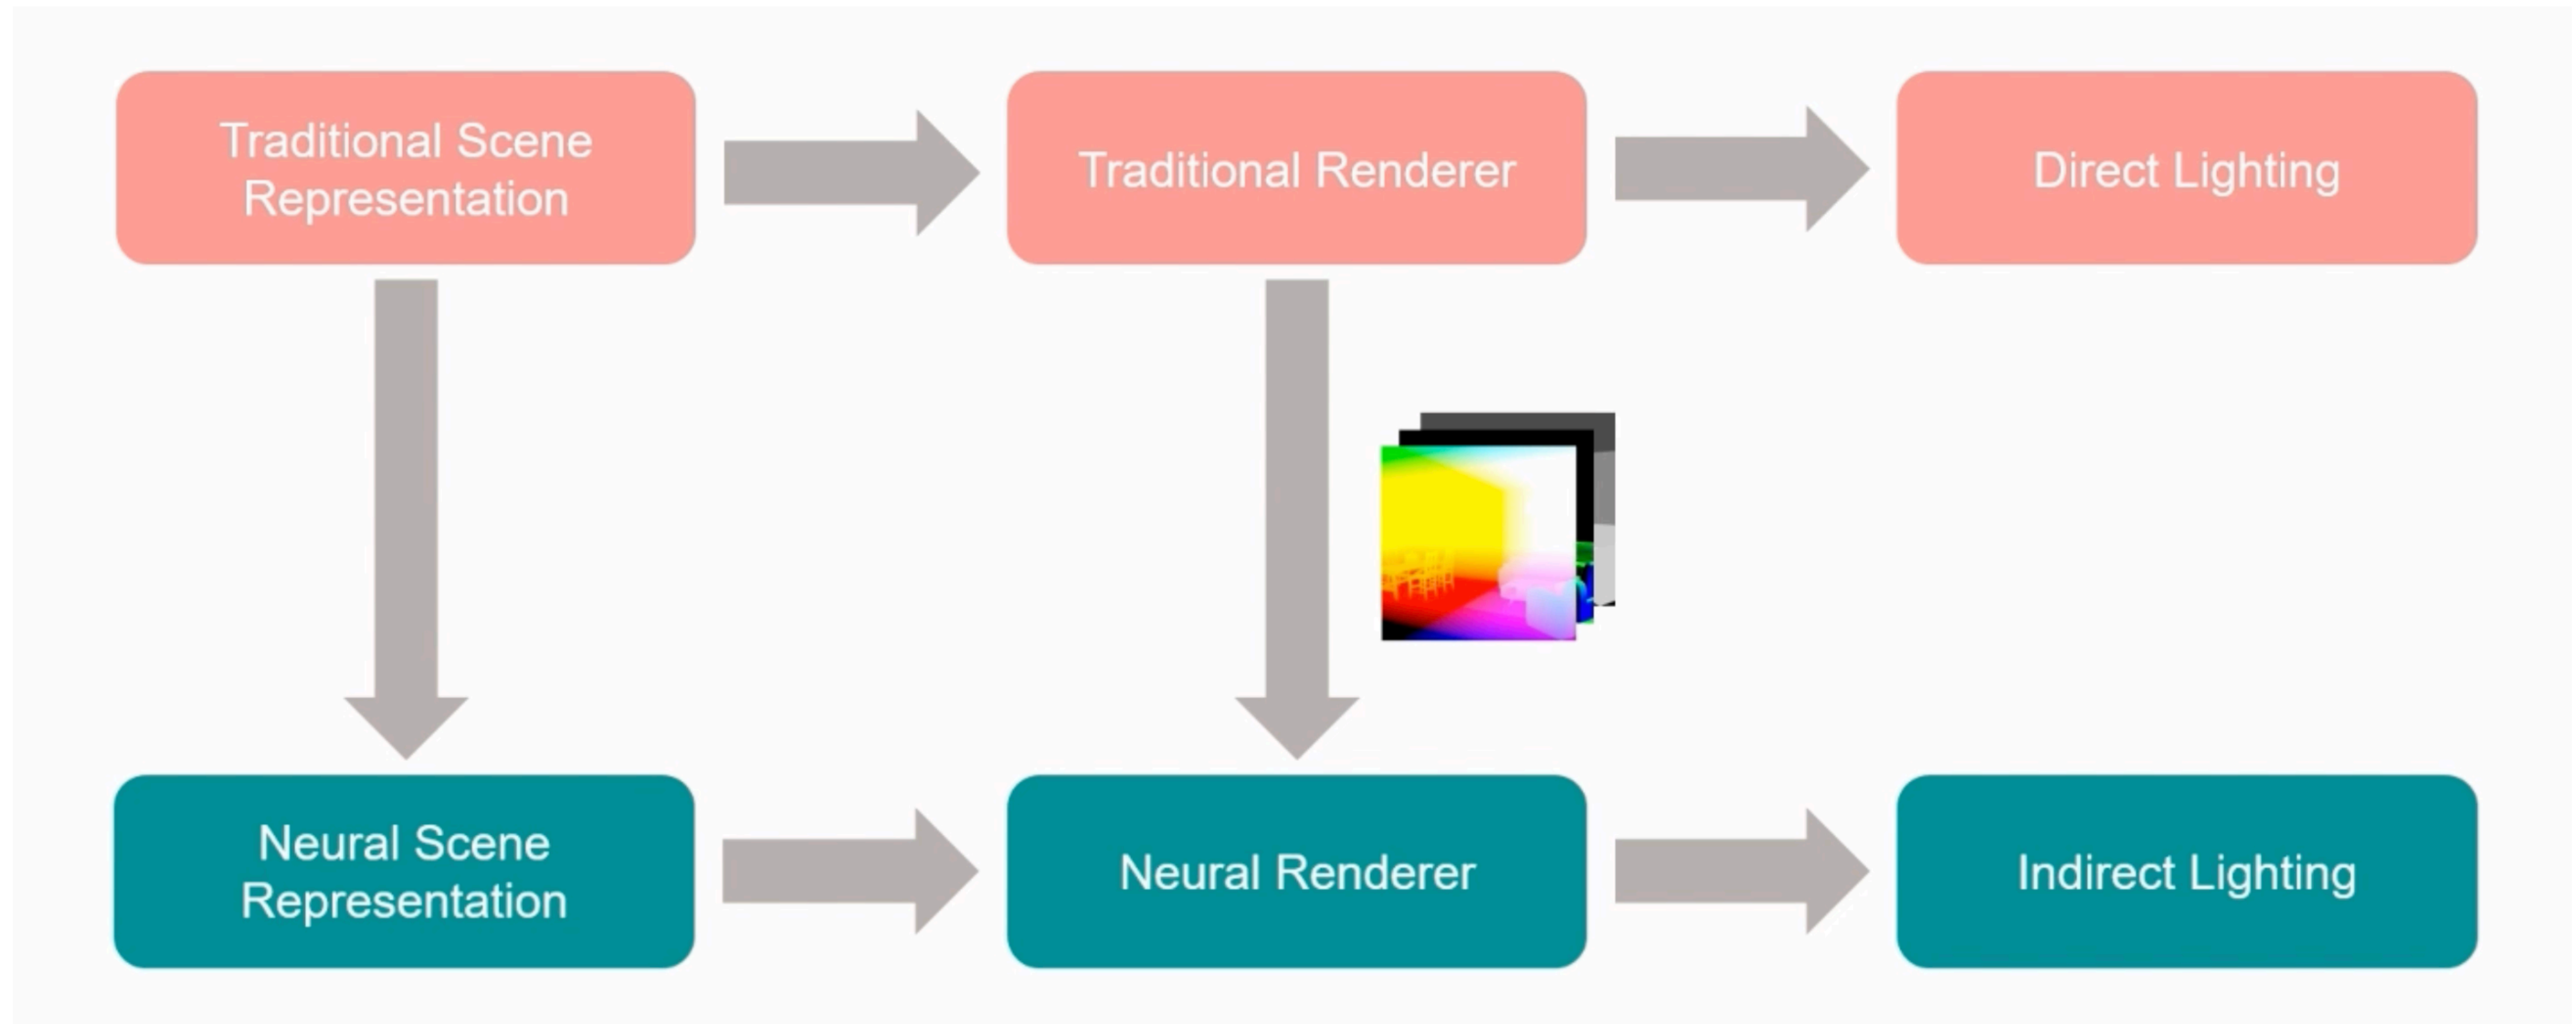 Traditional Scene
Representation
Traditional Renderer
Direct Lighting
Neural Scene
Representation
Neural Renderer
Indirect Lighting